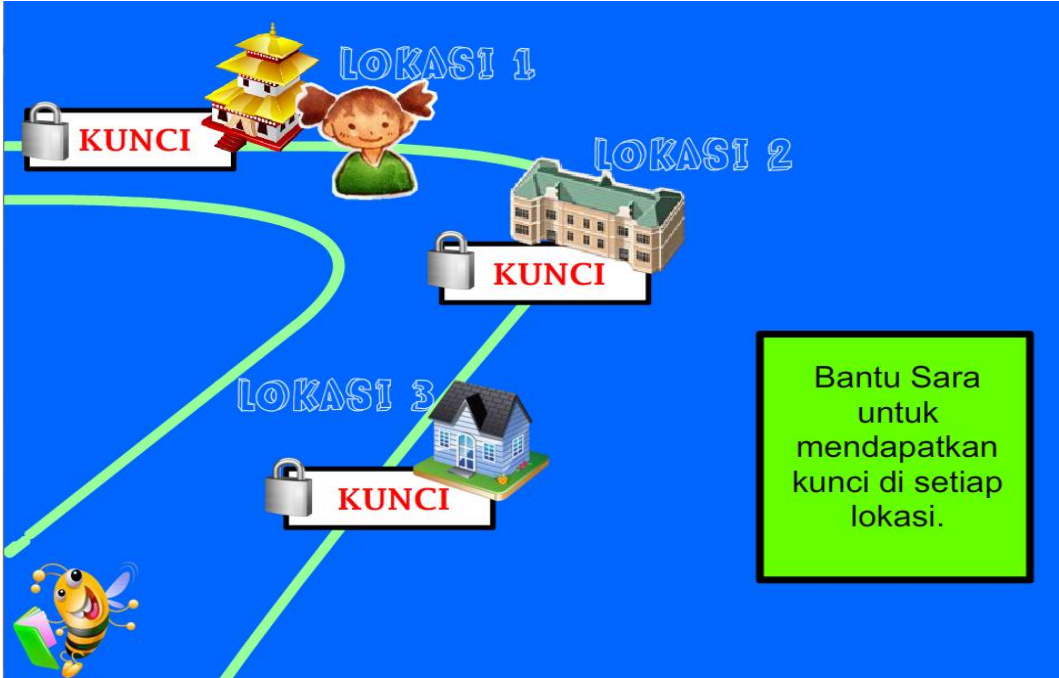 LOKASI 1
KUNCI
LOKASI 2
KUNCI
LOKASI 3
KUNCI
Bantu Sara
untuk
mendapatkan
kunci di setiap
lokasi.